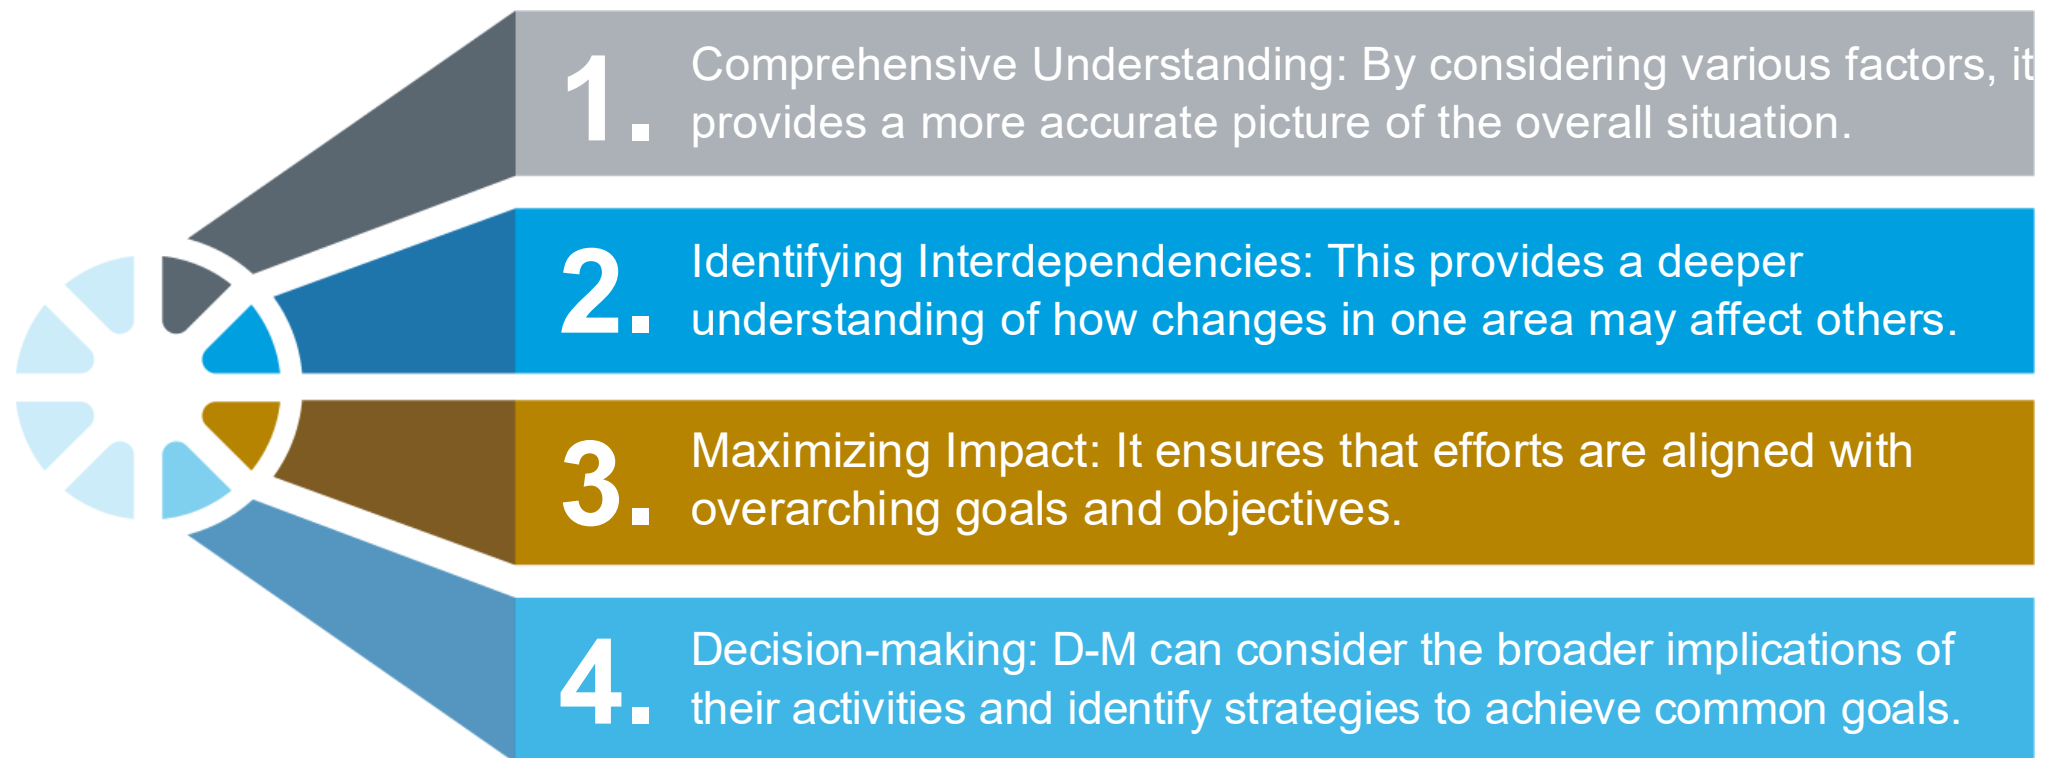 1. Comprehensive Understanding: By considering various factors, it
provides a more accurate picture of the overall situation.
2. Identifying Interdependencies: This provides a deeper
understanding of how changes in one area may affect others.
3. Maximizing Impact: It ensures that efforts are aligned with
overarching goals and objectives.
4. Decision-making: D-M can consider the broader implications of
their activities and identify strategies to achieve common goals.